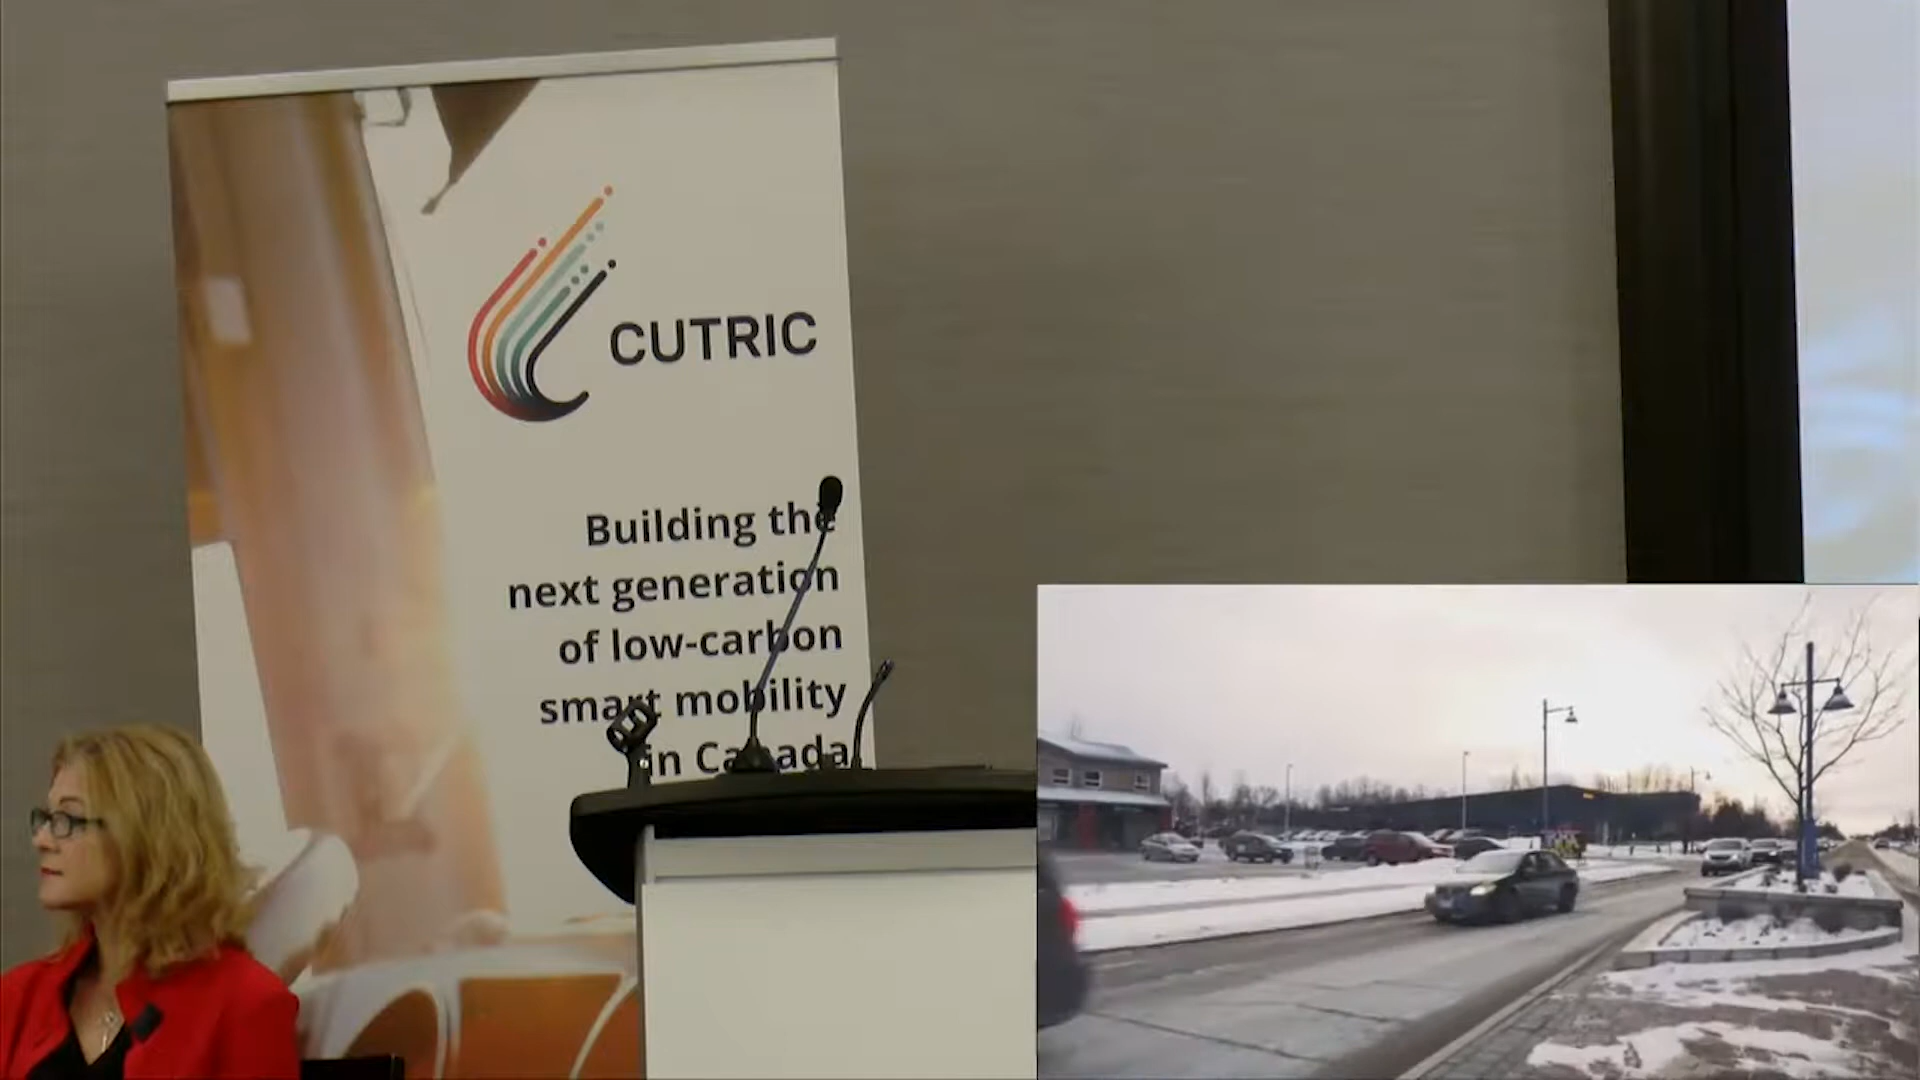 CUTRIC
Building the
next generation
of low-carbon
smart mobility
in Canada